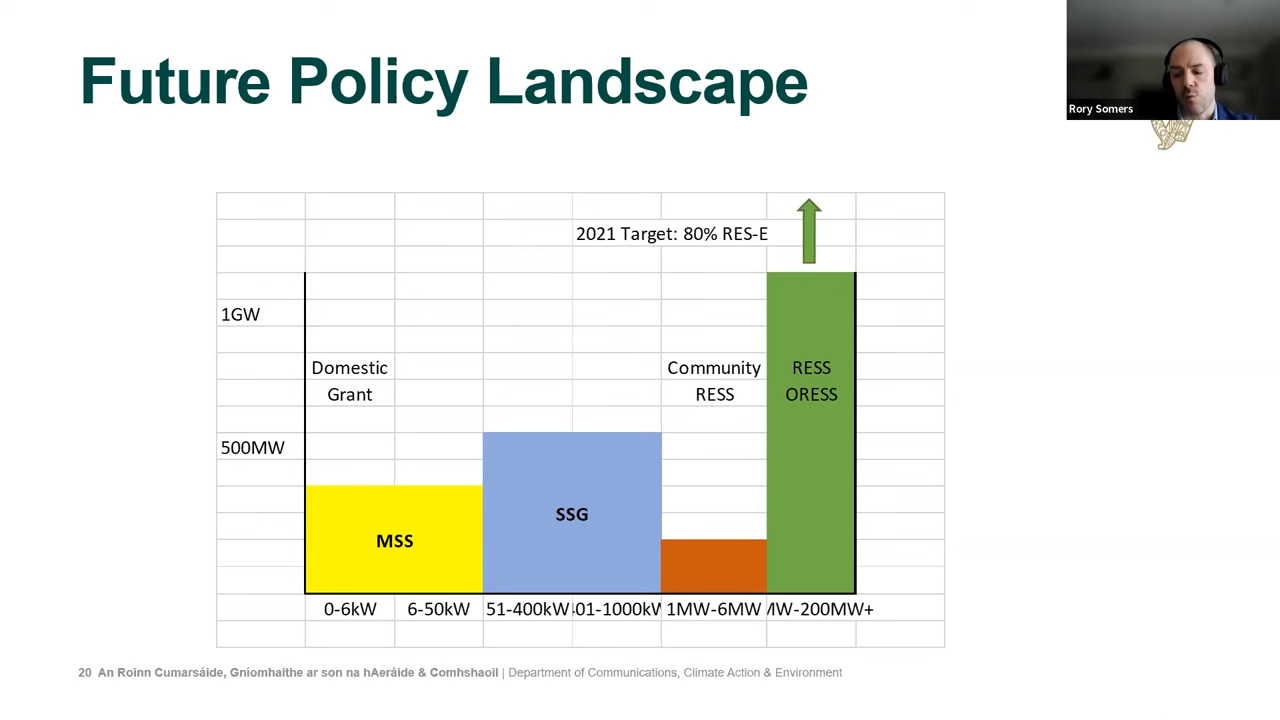 Future Policy Landscape
Rory Somers
2021 Target: 80% RES-E
1GW
Domestic
Grant
Community
RESS
RESS
ORESS
500MW
SSG
MSS
0-6kW
6-50kW
51-400kW
1MW-6MW
20 An Roinn Cumarsáide, Gníomhaithe ar son na hAeráide & Comhshaoil | Department of Communications, Climate Action & Environment